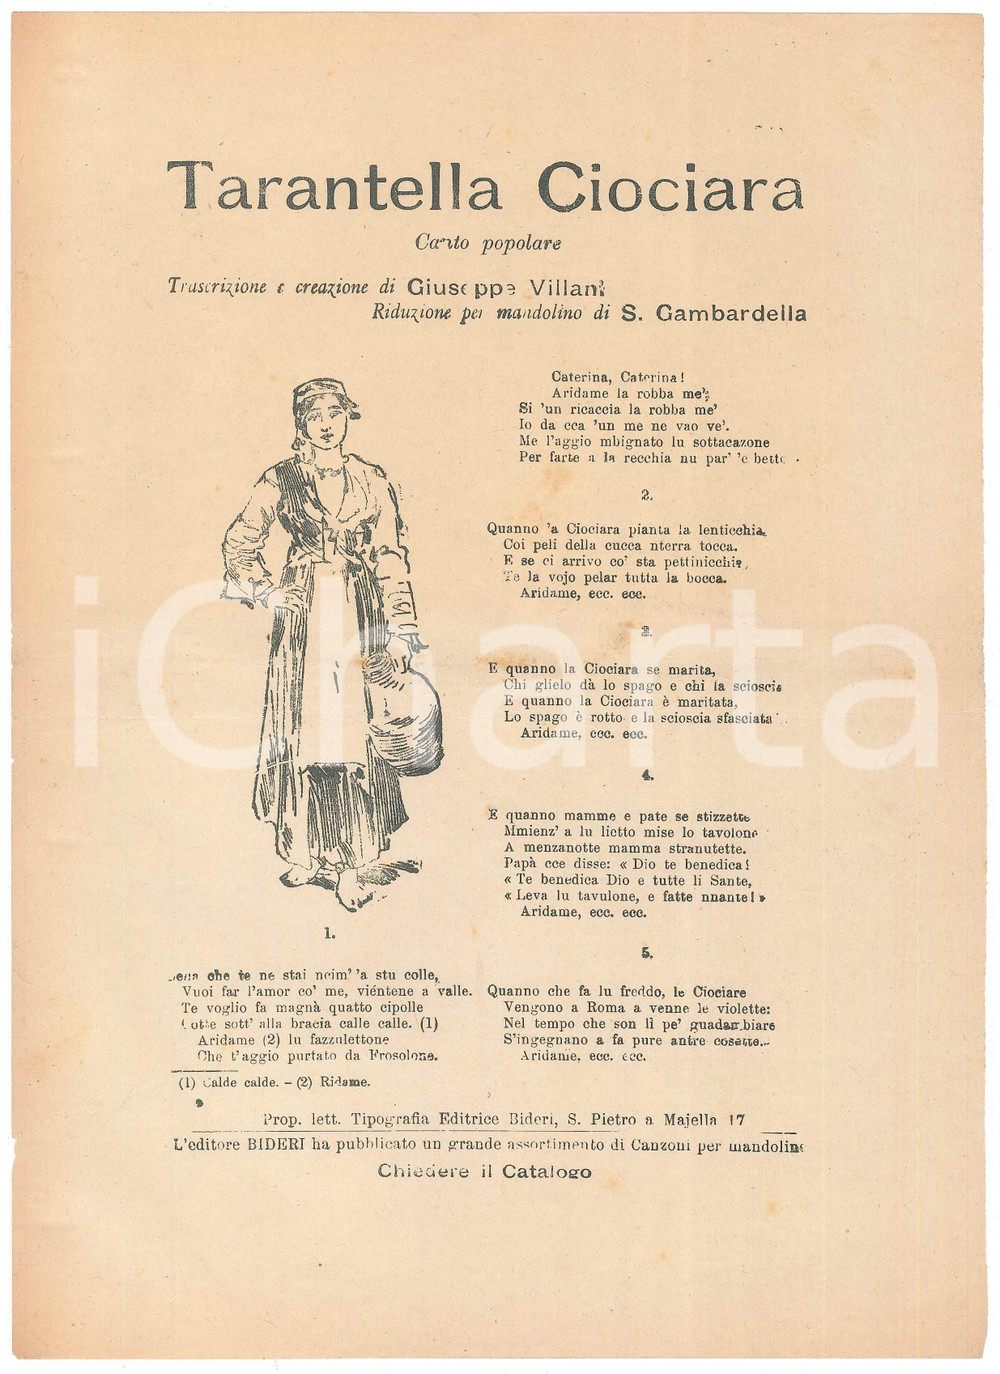 Tarantella Ciociara
Canto popolare
Trascrizione e creazione di Giuseppe Villani
Riduzione per mandolino di S. Gambardella
1.
che te ne stai ncim' 'a stu colle,
Vuoi far l'amor co' me, viéntene a valle.
Te voglio fa magnà quatto cipolle
Cotte sott' alla bracia calle calle. (1)
Aridame (2) lu fazzulettone
Che t'aggio purtato da Frosolone.
(1) Calde calde. – (2) Ridame.
Caterina, Caterina!
Aridame la robba me';
Si 'un ricaccia la robba me'
Io da cca 'un me ne vao ve'.
Me l'aggio mbignato lu sottacazone
Per farte a la recchia nu par' 'e bette
2.
Quanno 'a Ciociara pianta la lenticchia,
Coi peli della cucca nterra tocca.
E se ci arrivo co' sta pettinicchia,
Te la vojo pelar tutta la bocca.
Aridame, ecc. ecc.
3.
E quanno la Ciociara se marita,
Chi glielo dà lo spago e chi la scioscia
E quanno la Ciociara è maritata,
Lo spago è rotto e la scioscia sfasciata
Aridame, ecc. ecc.
4.
E quanno mamme e pate se stizzette
Mmienz' a lu lietto mise lo tavolone
A menzanotte mamma stranutette.
Papà cce disse: « Dio te benedica!
« Te benedica Dio e tutte li Sante,
« Leva lu tavulone, e fatte nnante! »
Aridame, ecc. ecc.
5.
Quanno che fa lu freddo, le Ciociare
Vengono a Roma a venne le violette:
Nel tempo che son lì pe' guadambiare
S'ingegnano a fa pure antre cosette...
Aridame, ecc. ecc.
Prop. lett. Tipografia Editrice Bideri, S. Pietro a Majella 17
L'editore BIDERI ha pubblicato un grande assortimento di Canzoni per mandolino
Chiedere il Catalogo
iCharta